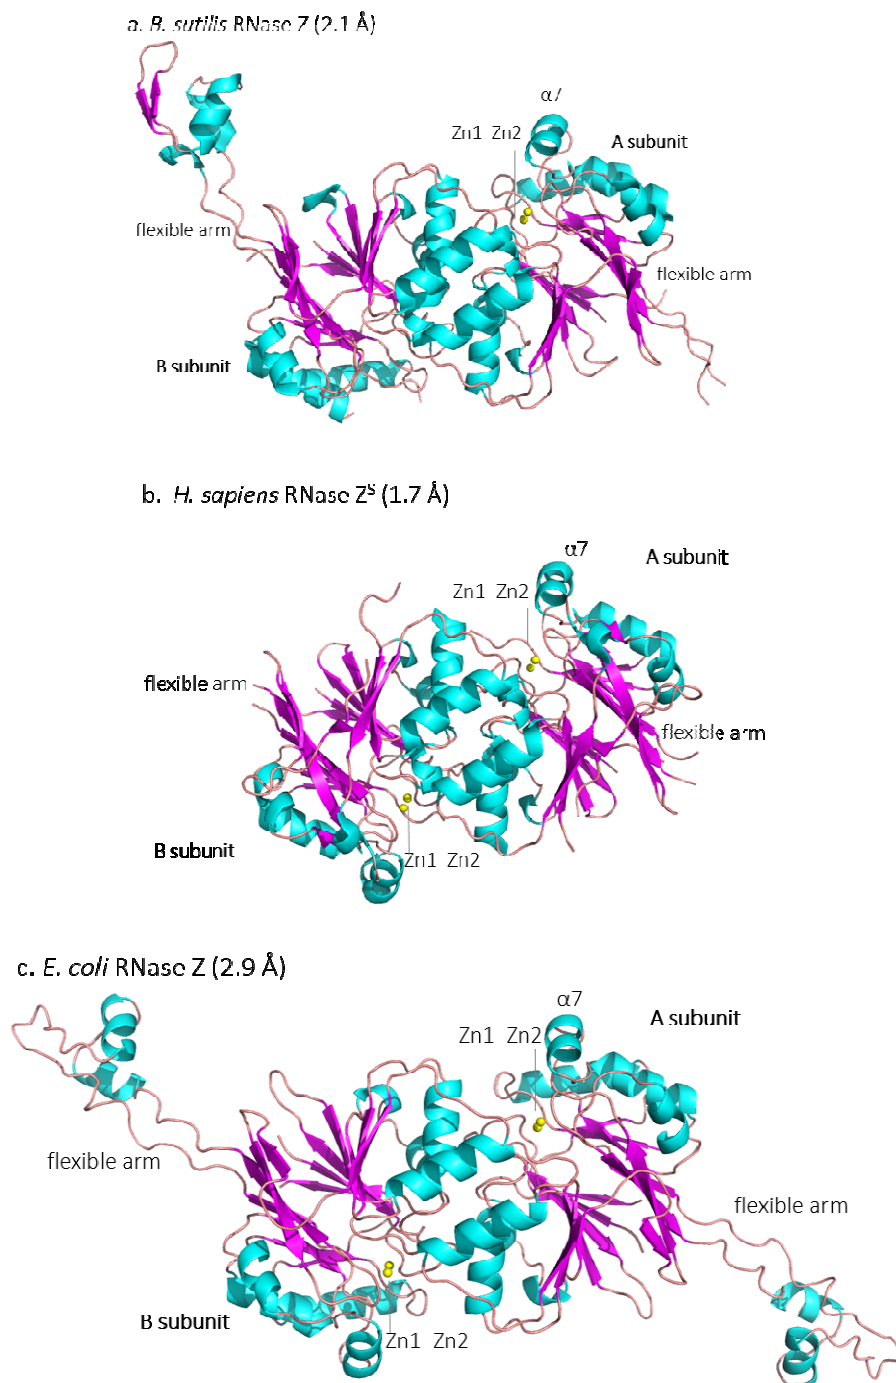 a. B. sutilis RNase Z (2.1 Å)
α7
Zn1 Zn2
A subunit
flexible arm
flexible arm
B subunit
b. H. sapiens RNase Zˢ (1.7 Å)
α7
A subunit
Zn1 Zn2
flexible arm
flexible arm
B subunit
Zn1 Zn2
c. E. coli RNase Z (2.9 Å)
α7
A subunit
Zn1 Zn2
flexible arm
flexible arm
B subunit
Zn1 Zn2